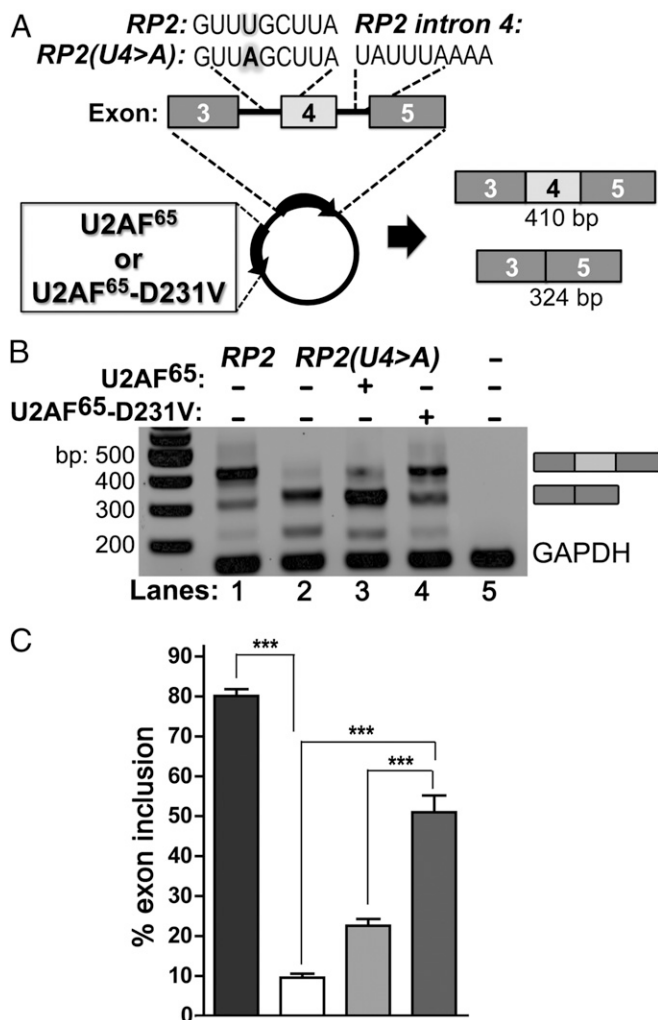 A
RP2: GUUUGCUUA RP2 intron 4:
RP2(U4>A): GUUAGCUUA UAUUUAAAA
Exon: 3 4 5
U2AF⁶⁵
or
U2AF⁶⁵-D231V
3 4 5
410 bp
3 5
324 bp
B
RP2 RP2(U4>A) –
U2AF⁶⁵: – – + – –
U2AF⁶⁵-D231V: – – – + –
bp: 500
400
300
200
GAPDH
Lanes: 1 2 3 4 5
C
% exon inclusion
90
80
70
60
50
40
30
20
10
0
***
***
***